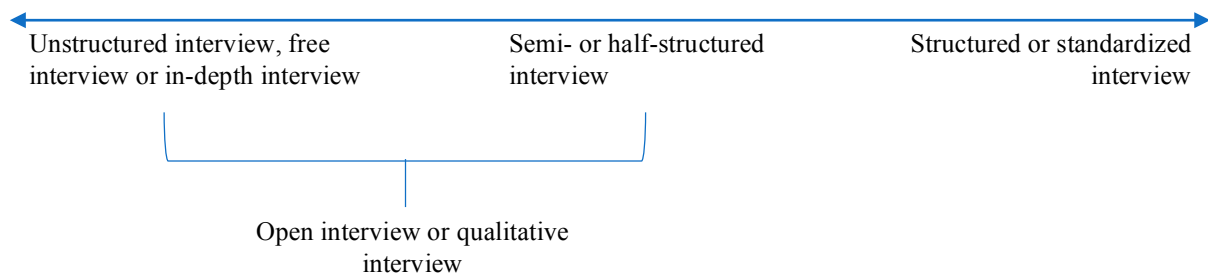 Unstructured interview, free
interview or in-depth interview
Semi- or half-structured
interview
Structured or standardized
interview
Open interview or qualitative
interview